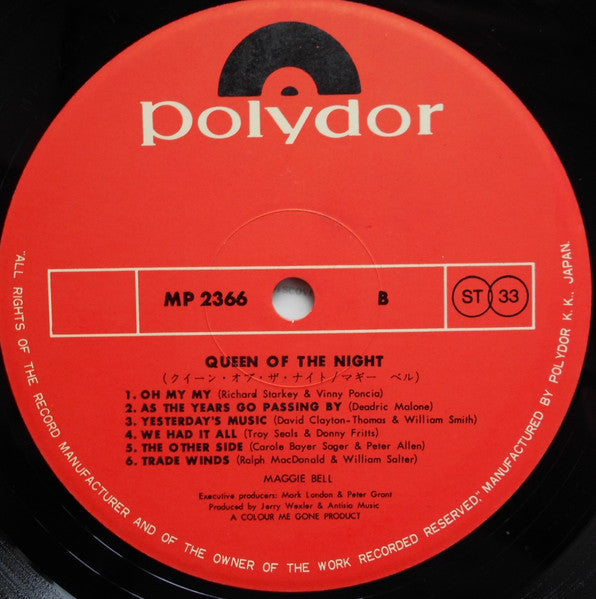 polydor
MP 2366 B ST 33
QUEEN OF THE NIGHT
(クイーン・オブ・ザ・ナイト/マギー ベル)
1. OH MY MY (Richard Starkey & Vinny Poncia)
2. AS THE YEARS GO PASSING BY (Deadric Malone)
3. YESTERDAY'S MUSIC (David Clayton-Thomas & William Smith)
4. WE HAD IT ALL (Troy Seals & Donny Fritts)
5. THE OTHER SIDE (Carole Bayer Sager & Peter Allen)
6. TRADE WINDS (Ralph MacDonald & William Salter)
MAGGIE BELL
Executive producers: Mark London & Peter Grant
Produced by Jerry Wexler & Antisia Music
A COLOUR ME GONE PRODUCT
"ALL RIGHTS OF THE RECORD MANUFACTURER AND OF THE OWNER OF THE WORK RECORDED RESERVED." MANUFACTURED BY POLYDOR K.K., JAPAN.